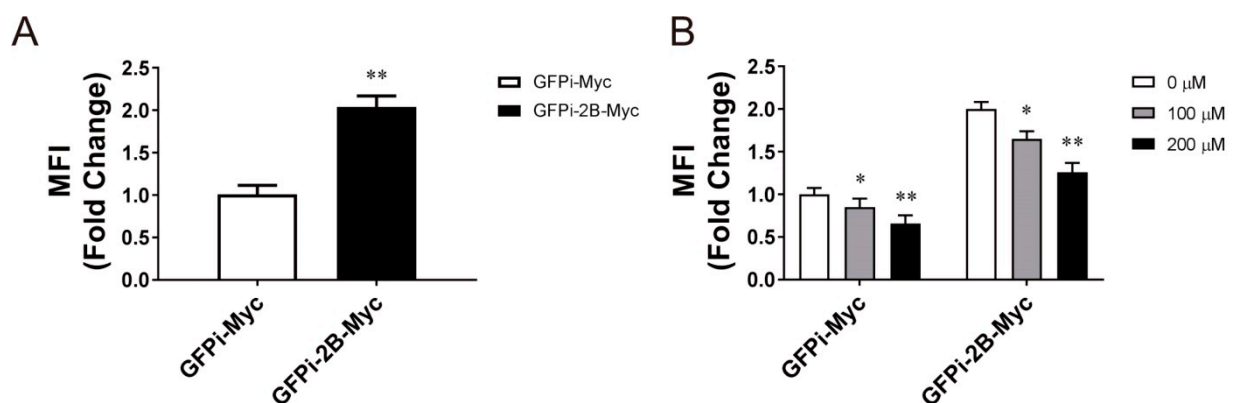 A
MFI
(Fold Change)
2.5
2.0
1.5
1.0
0.5
0.0
**
GFPi-Myc
GFPi-2B-Myc
GFPi-Myc
GFPi-2B-Myc
B
MFI
(Fold Change)
2.5
2.0
1.5
1.0
0.5
0.0
*
**
*
**
GFPi-Myc
GFPi-2B-Myc
0 μM
100 μM
200 μM